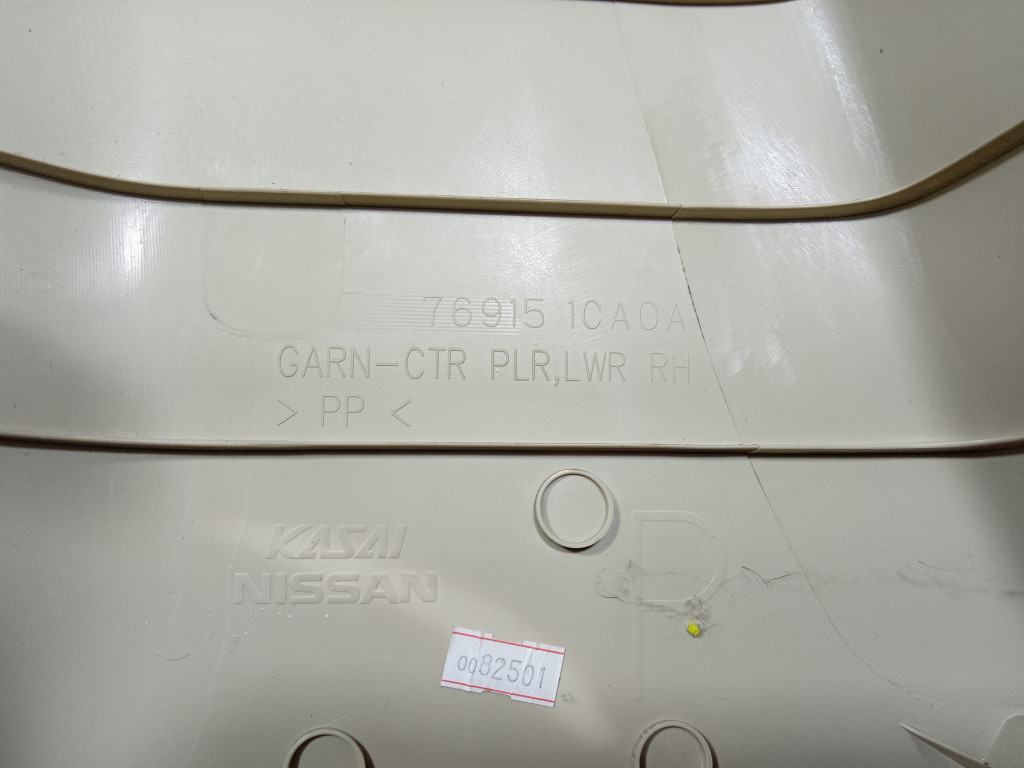 76915 1CA0A
GARN-CTR PLR,LWR RH
> PP <
KASAI
NISSAN
R
0082501